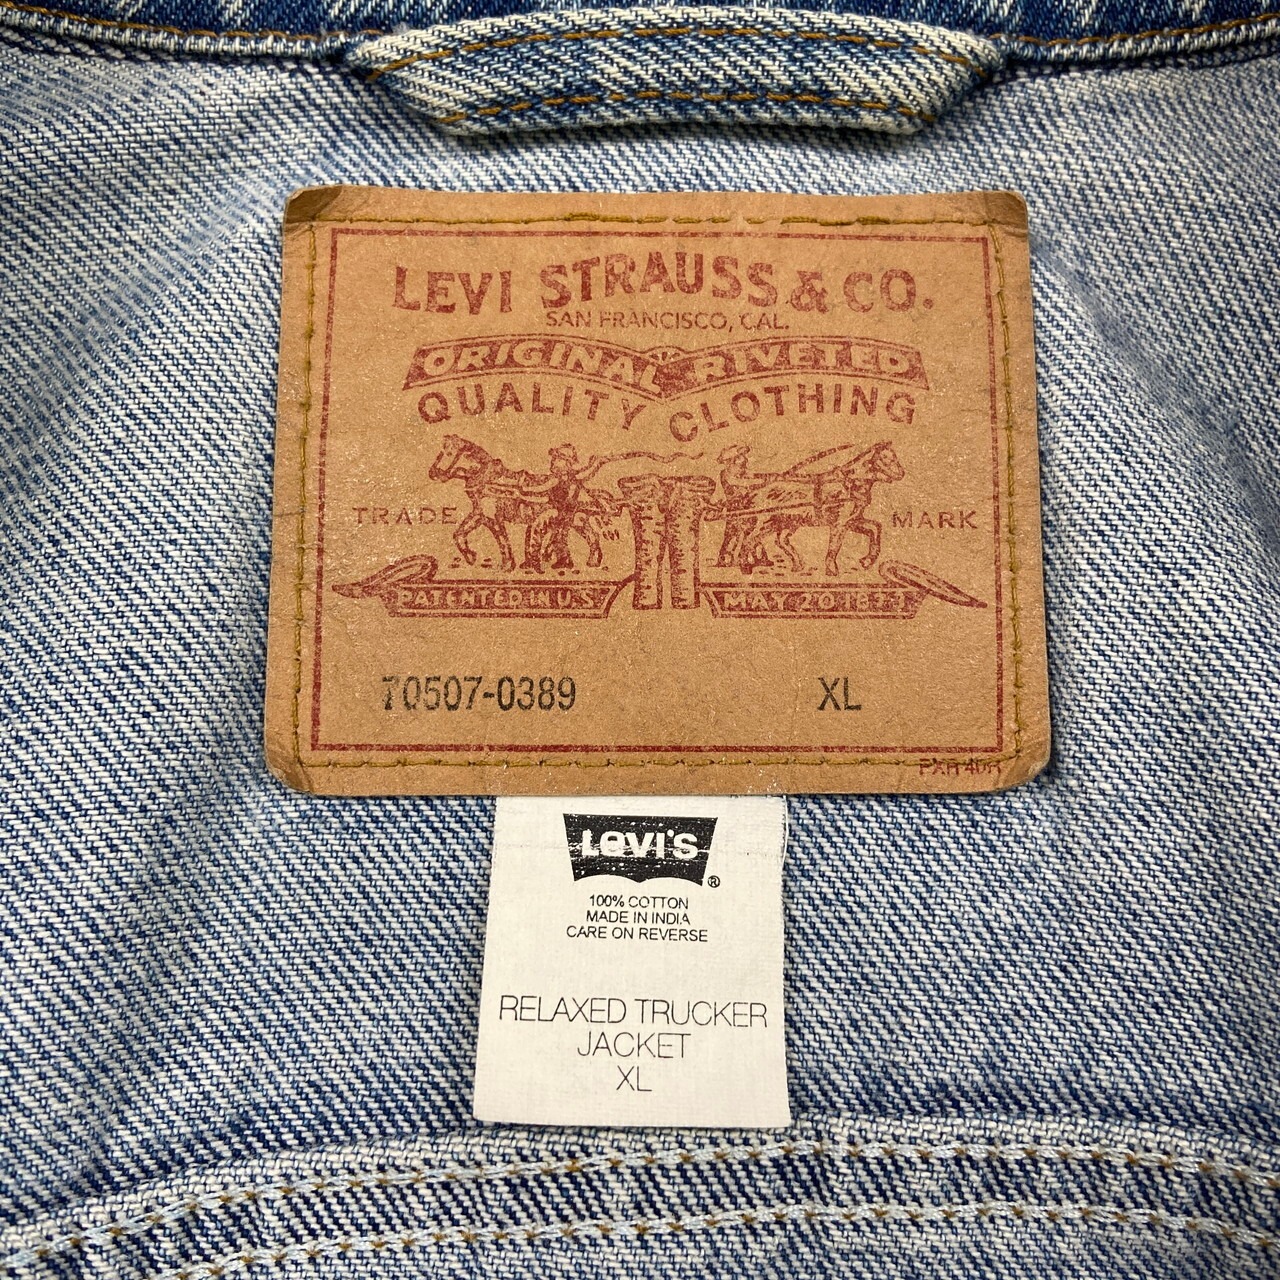 LEVI STRAUSS & CO.
SAN FRANCISCO, CAL.
ORIGINAL RIVETED
QUALITY CLOTHING
TRADE MARK
PATENTED IN U.S. MAY 20 1873
70507-0389 XL
LEVI'S
®
100% COTTON
MADE IN INDIA
CARE ON REVERSE
RELAXED TRUCKER
JACKET
XL